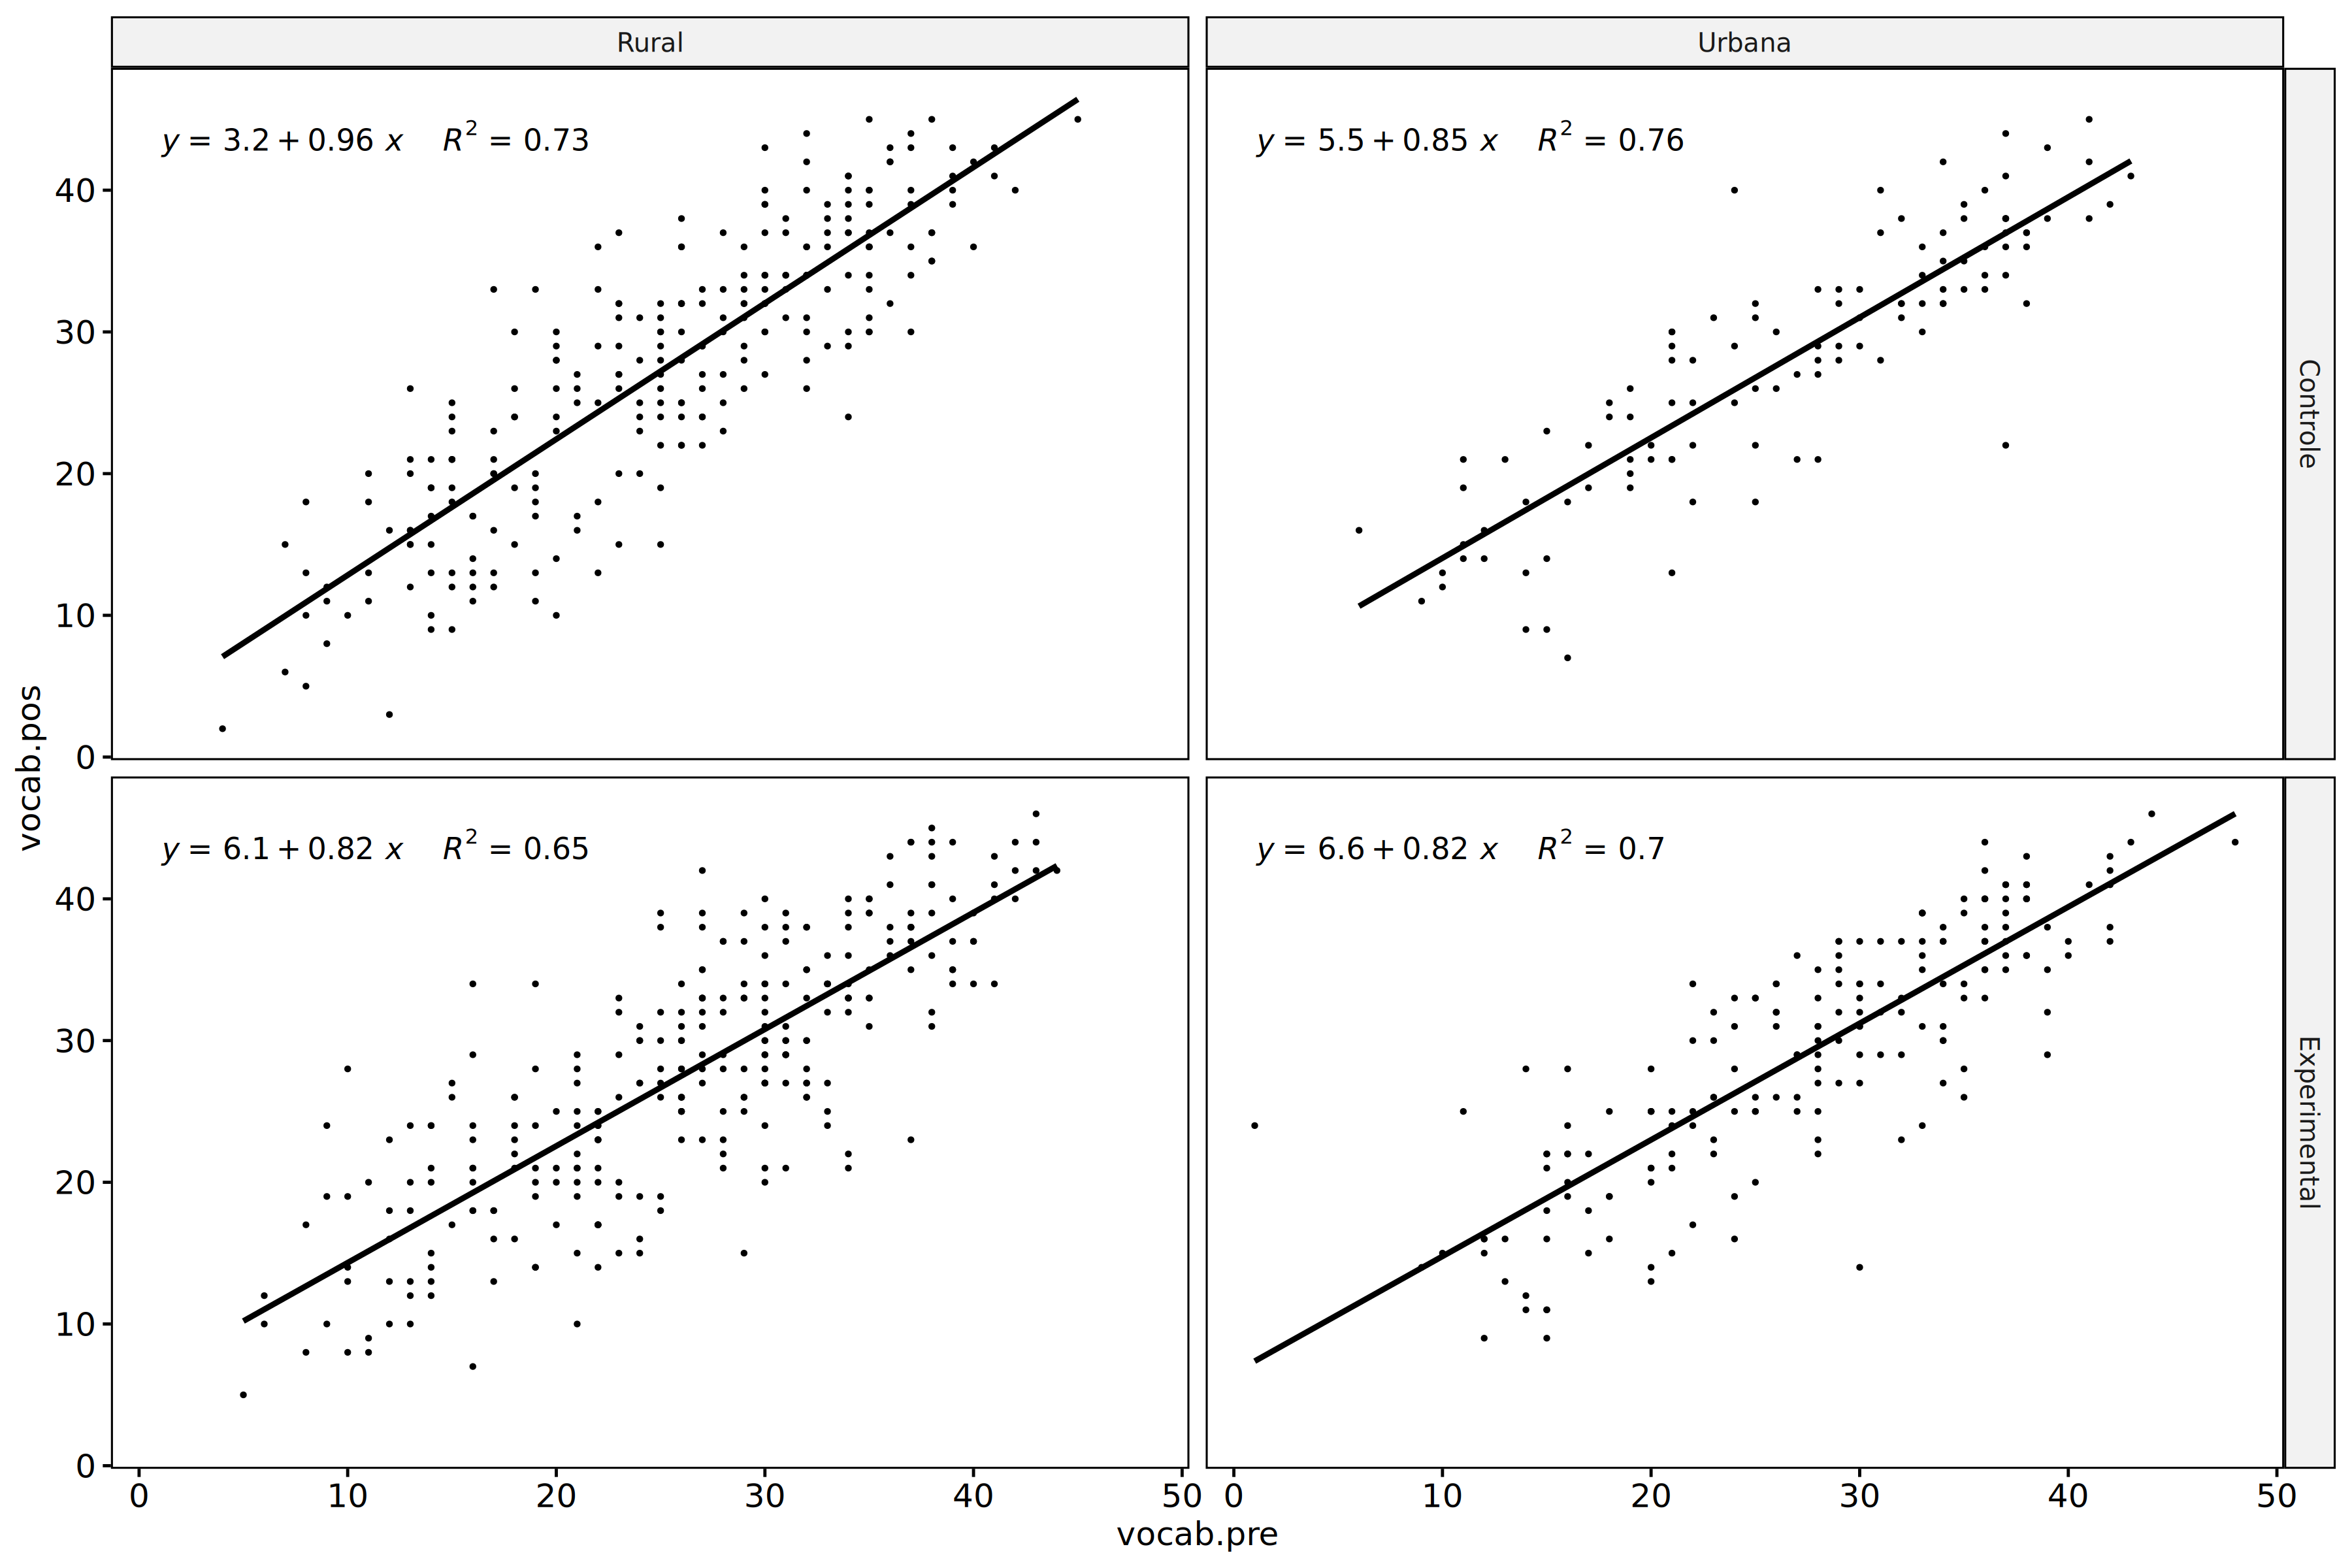 Rural
Urbana
y = 3.2 + 0.96 x R² = 0.73
y = 5.5 + 0.85 x R² = 0.76
40
30
20
10
0
Controle
vocab.pos
y = 6.1 + 0.82 x R² = 0.65
y = 6.6 + 0.82 x R² = 0.7
40
30
20
10
0
Experimental
0 10 20 30 40 50
0 10 20 30 40 50
vocab.pre